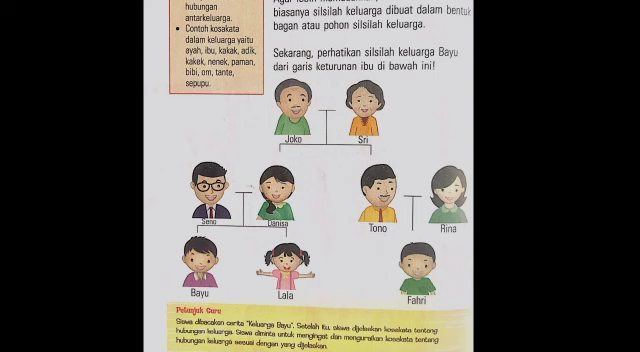 hubungan
antarkeluarga.
• Contoh kosakata
dalam keluarga yaitu
ayah, ibu, kakak, adik,
kakek, nenek, paman,
bibi, om, tante,
sepupu.
biasanya silsilah keluarga dibuat dalam bentuk
bagan atau pohon silsilah keluarga.
Sekarang, perhatikan silsilah keluarga Bayu
dari garis keturunan ibu di bawah ini!
Joko Sri
Seno Danisa Tono Rina
Bayu Lala Fahri
Petunjuk Guru
Siswa dibacakan cerita "Keluarga Bayu". Setelah itu, siswa dijelaskan kosakata tentang
hubungan keluarga. Siswa diminta untuk mengingat dan menguraikan kosakata tentang
hubungan keluarga sesuai dengan yang dijelaskan.